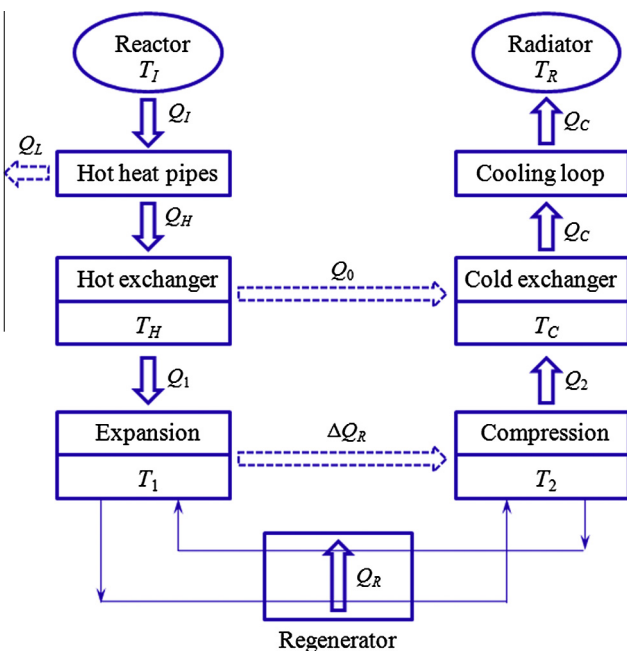 Reactor
T_I
Radiator
T_R
Q_I
Q_C
Q_L
Hot heat pipes
Cooling loop
Q_H
Q_C
Hot exchanger
Q_0
Cold exchanger
T_H
T_C
Q_1
Q_2
Expansion
ΔQ_R
Compression
T_1
T_2
Q_R
Regenerator